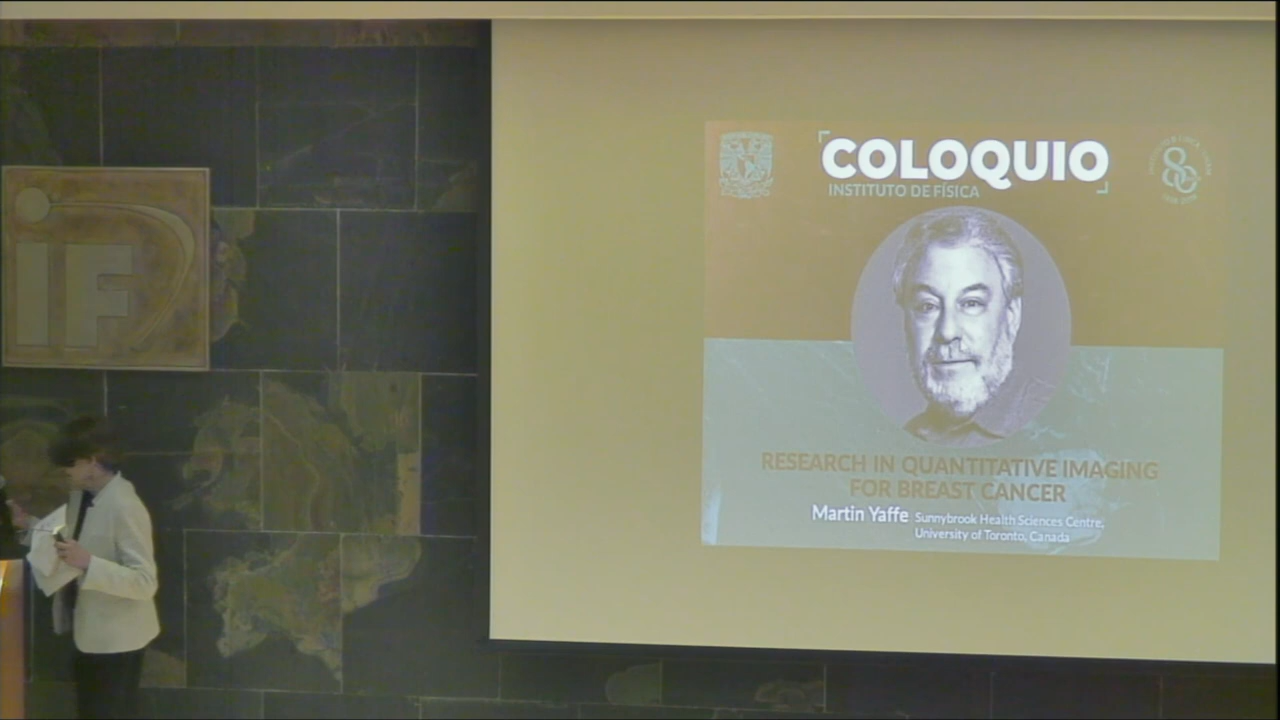 iF
COLOQUIO
INSTITUTO DE FÍSICA
80
RESEARCH IN QUANTITATIVE IMAGING
FOR BREAST CANCER
Martin Yaffe Sunnybrook Health Sciences Centre,
University of Toronto, Canada